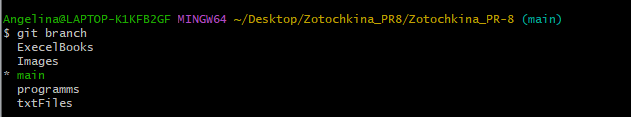 Angelina@LAPTOP-K1KFB2GF MINGW64 ~/Desktop/Zotochkina_PR8/Zotochkina_PR-8 (main)
$ git branch
  ExecelBooks
  Images
* main
  programms
  txtFiles